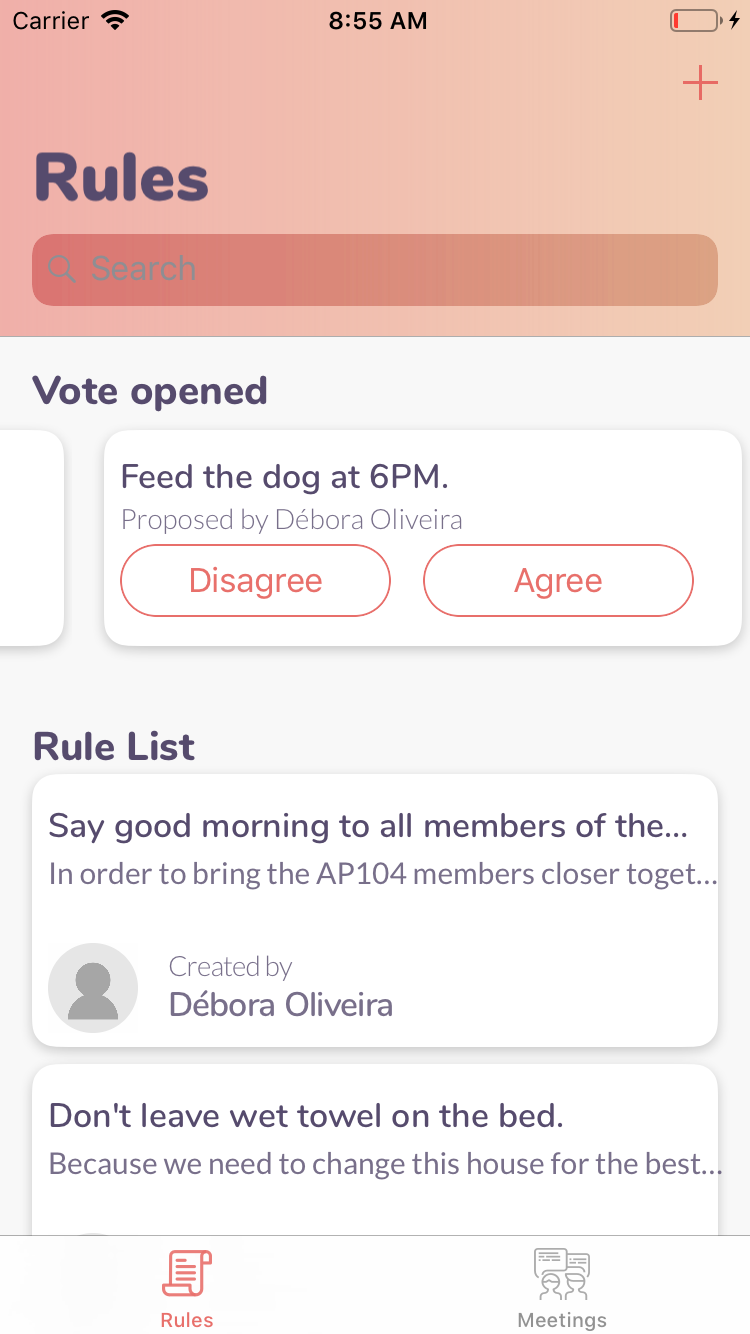 Carrier 8:55 AM
Rules
Search
Vote opened
Feed the dog at 6PM.
Proposed by Débora Oliveira
Disagree Agree
Rule List
Say good morning to all members of the...
In order to bring the AP104 members closer toget...
Created by
Débora Oliveira
Don't leave wet towel on the bed.
Because we need to change this house for the best...
Rules Meetings